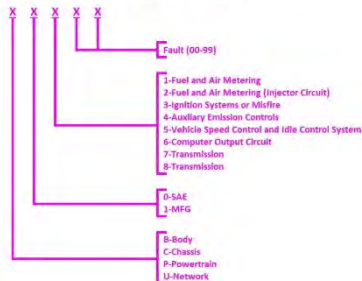 X X X X X
Fault (00-99)
1-Fuel and Air Metering
2-Fuel and Air Metering (Injector Circuit)
3-Ignition Systems or Misfire
4-Auxliary Emission Controls
5-Vehicle Speed Control and Idle Control System
6-Computer Output Circuit
7-Transmission
8-Transmission
0-SAE
1-MFG
B-Body
C-Chassis
P-Powertrain
U-Network